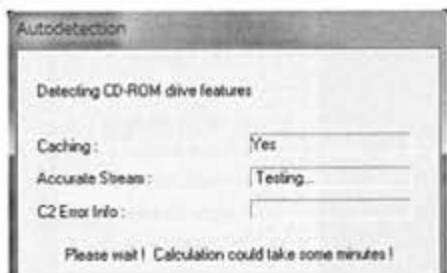 Autodetection
Detecting CD-ROM drive features
Caching : Yes
Accurate Stream : Testing...
C2 Error Info :
Please wait ! Calculation could take some minutes !